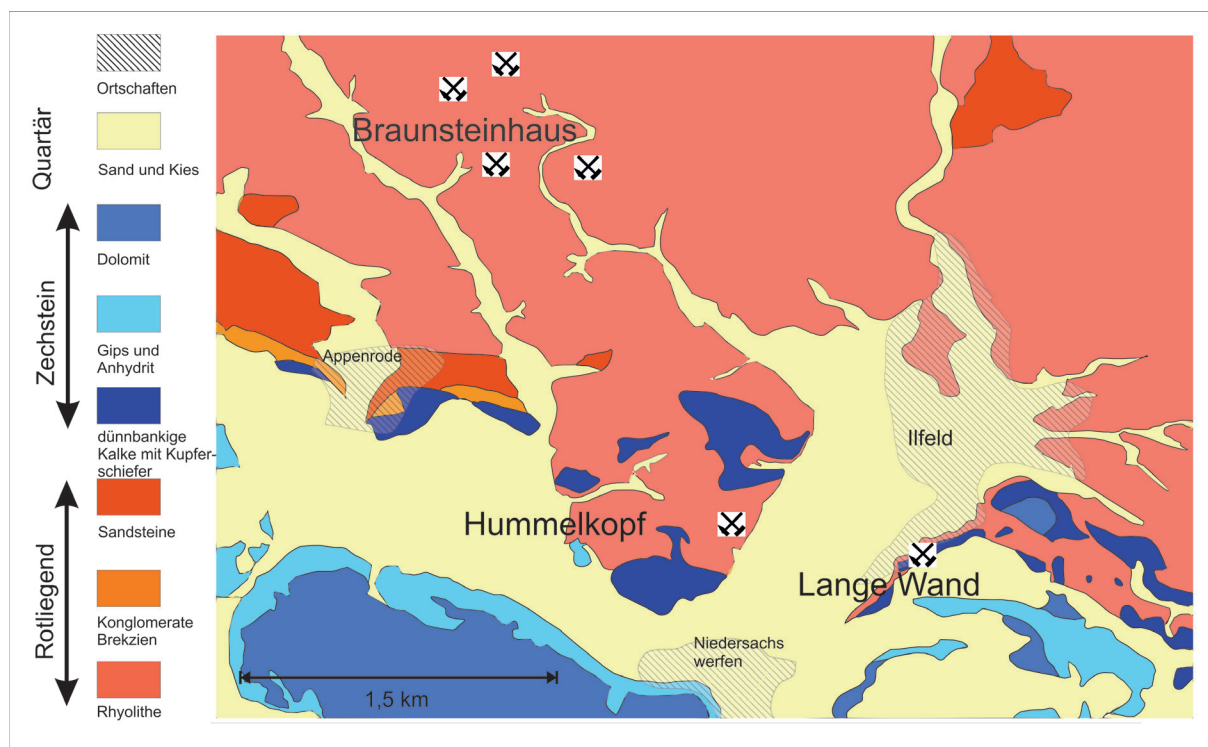 Ortschaften
Quartär
Sand und Kies
Zechstein
Dolomit
Gips und
Anhydrit
dünnbankige
Kalke mit Kupfer-
schiefer
Rotliegend
Sandsteine
Konglomerate
Brekzien
Rhyolithe
Braunsteinhaus
Appenrode
Ilfeld
Hummelkopf
Lange Wand
Niedersachs
werfen
1,5 km